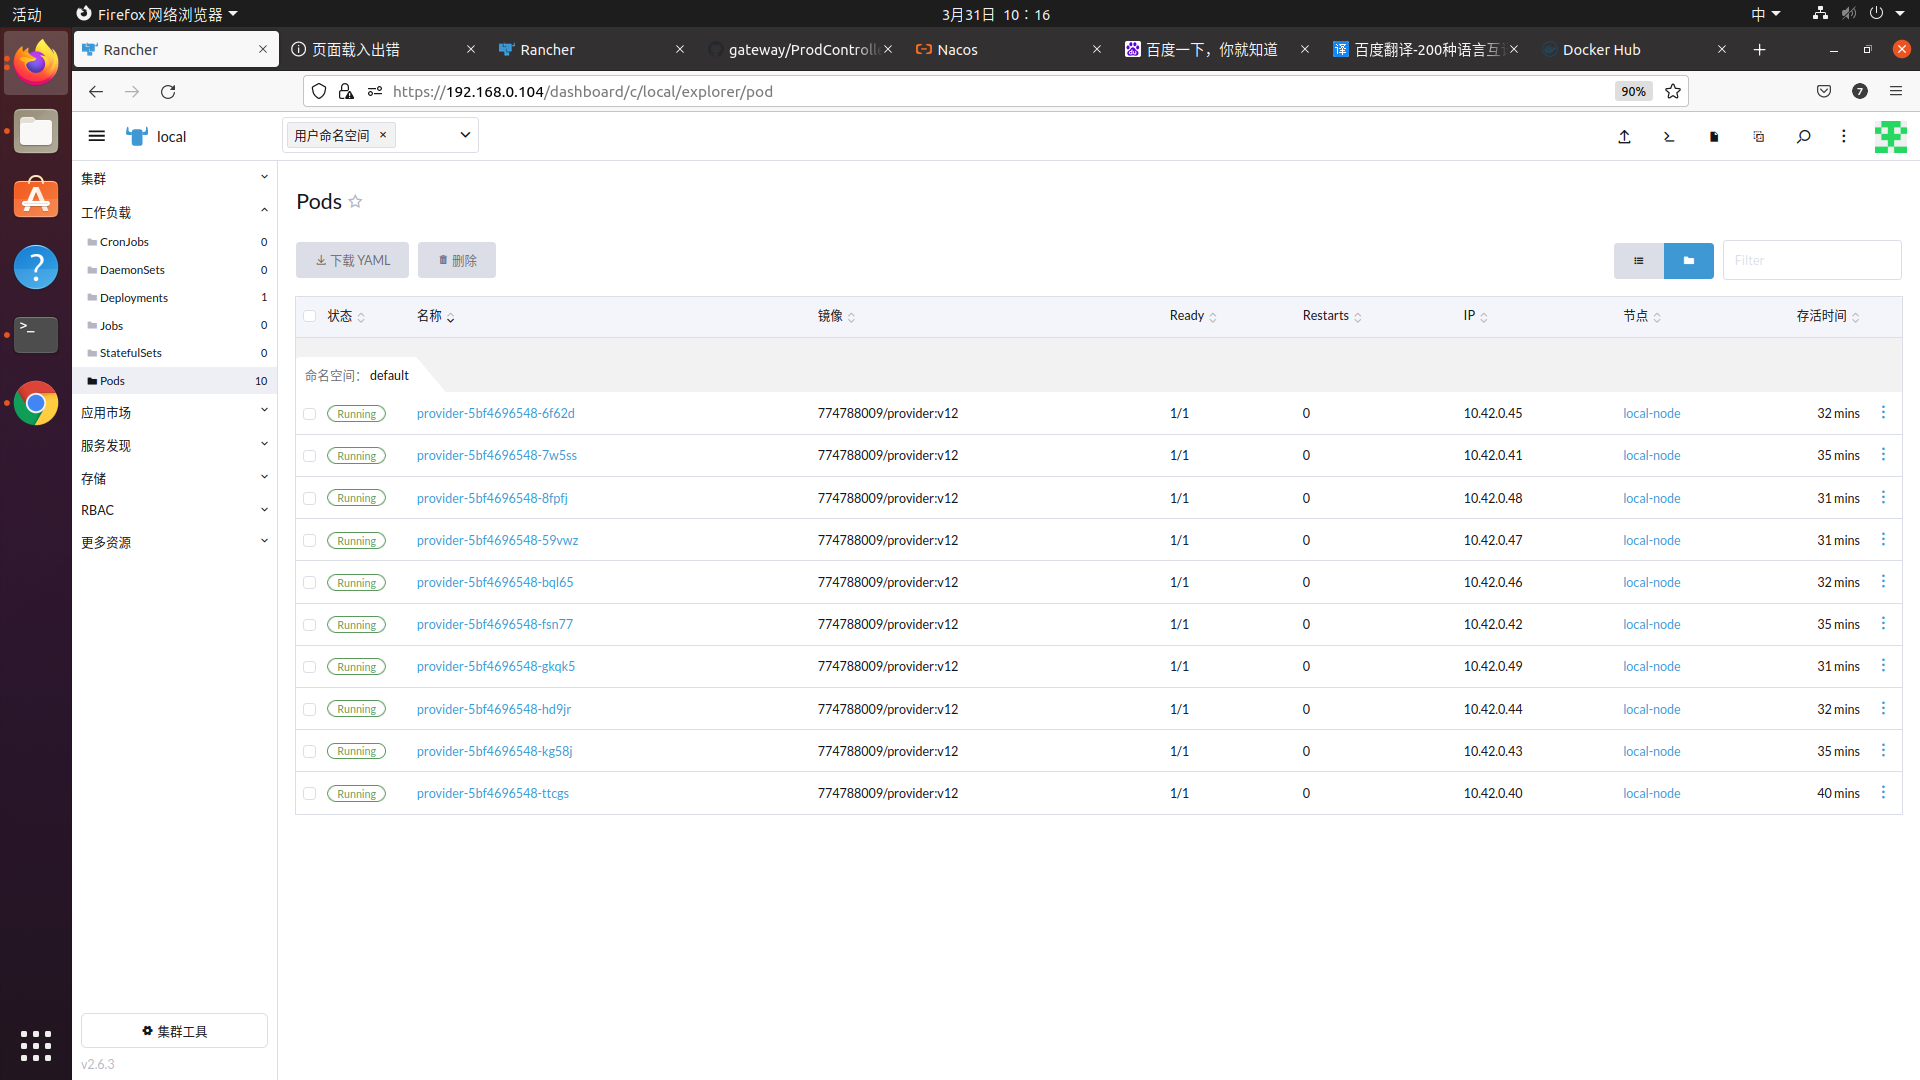 活动 Firefox 网络浏览器 3月31日 10：16 中
Rancher 页面载入出错 Rancher gateway/ProdControlle Nacos 百度一下，你就知道 百度翻译-200种语言互译 Docker Hub
https://192.168.0.104/dashboard/c/local/explorer/pod 90% 7
local 用户命名空间
集群
工作负载
CronJobs 0
DaemonSets 0
Deployments 1
Jobs 0
StatefulSets 0
Pods 10
应用市场
服务发现
存储
RBAC
更多资源
集群工具
v2.6.3
Pods
下载 YAML 删除 Filter
状态 名称 镜像 Ready Restarts IP 节点 存活时间
命名空间： default
Running provider-5bf4696548-6f62d 774788009/provider:v12 1/1 0 10.42.0.45 local-node 32 mins
Running provider-5bf4696548-7w5ss 774788009/provider:v12 1/1 0 10.42.0.41 local-node 35 mins
Running provider-5bf4696548-8fpfj 774788009/provider:v12 1/1 0 10.42.0.48 local-node 31 mins
Running provider-5bf4696548-59vwz 774788009/provider:v12 1/1 0 10.42.0.47 local-node 31 mins
Running provider-5bf4696548-bql65 774788009/provider:v12 1/1 0 10.42.0.46 local-node 32 mins
Running provider-5bf4696548-fsn77 774788009/provider:v12 1/1 0 10.42.0.42 local-node 35 mins
Running provider-5bf4696548-gkqk5 774788009/provider:v12 1/1 0 10.42.0.49 local-node 31 mins
Running provider-5bf4696548-hd9jr 774788009/provider:v12 1/1 0 10.42.0.44 local-node 32 mins
Running provider-5bf4696548-kg58j 774788009/provider:v12 1/1 0 10.42.0.43 local-node 35 mins
Running provider-5bf4696548-ttcgs 774788009/provider:v12 1/1 0 10.42.0.40 local-node 40 mins